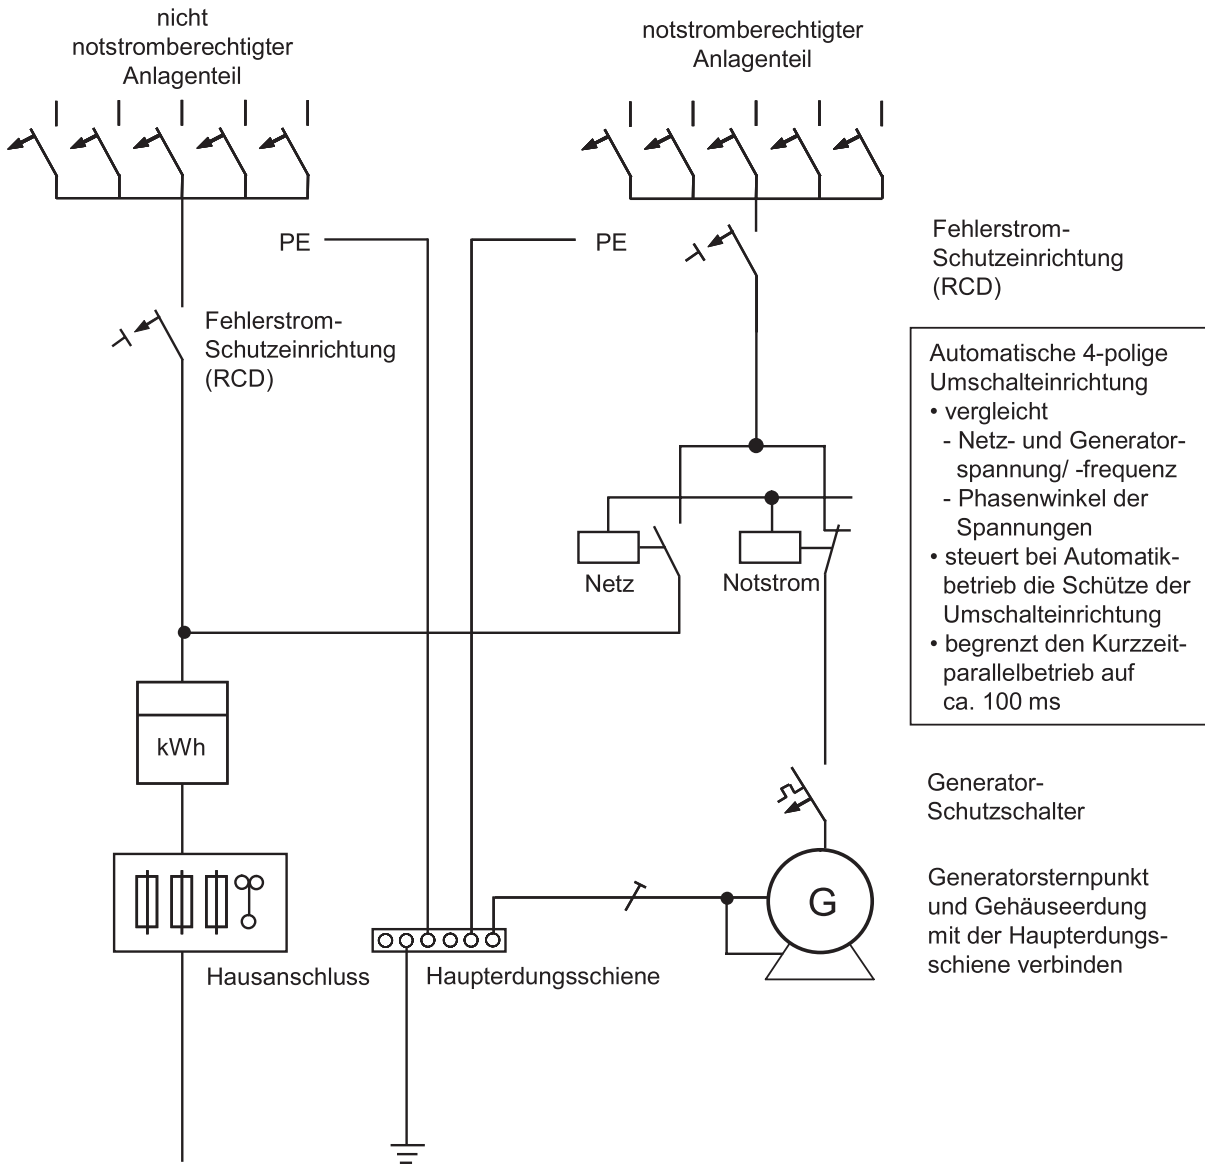 nicht
notstromberechtigter
Anlagenteil
notstromberechtigter
Anlagenteil
PE
PE
Fehlerstrom-
Schutzeinrichtung
(RCD)
Fehlerstrom-
Schutzeinrichtung
(RCD)
Automatische 4-polige
Umschalteinrichtung
• vergleicht
- Netz- und Generator-
spannung/ -frequenz
- Phasenwinkel der
Spannungen
• steuert bei Automatik-
betrieb die Schütze der
Umschalteinrichtung
• begrenzt den Kurzzeit-
parallelbetrieb auf
ca. 100 ms
Netz
Notstrom
kWh
Generator-
Schutzschalter
G
Generatorsternpunkt
und Gehäuseerdung
mit der Haupterdungs-
schiene verbinden
Hausanschluss
Haupterdungsschiene